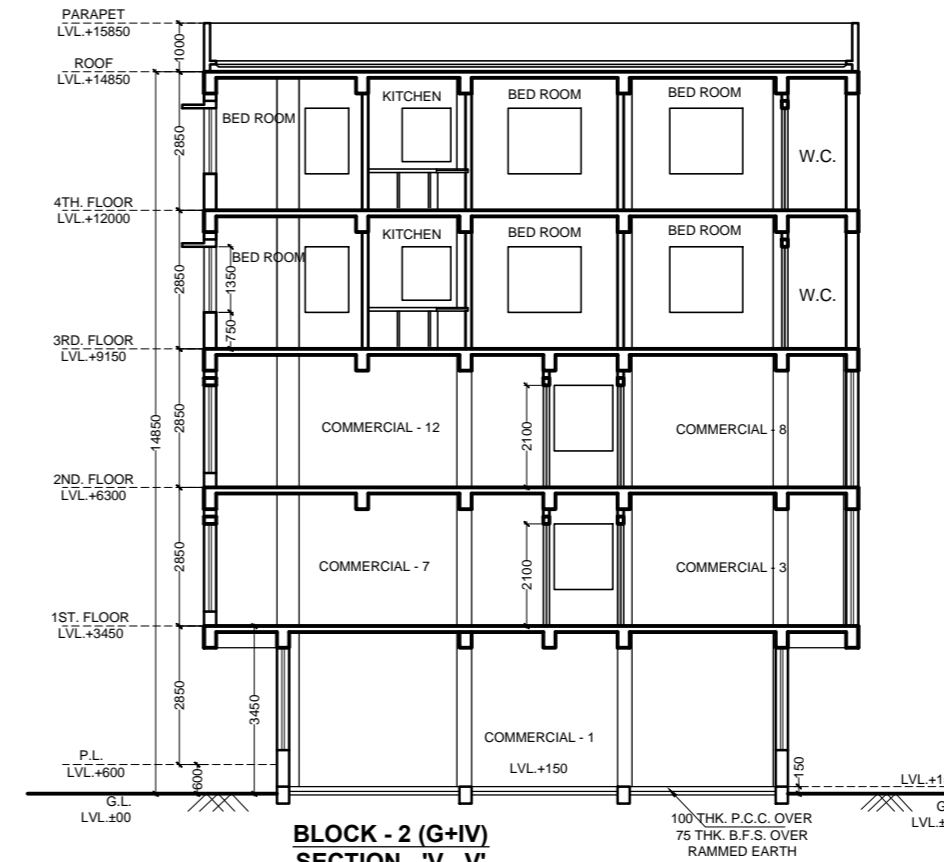 PARAPET
LVL.+15850
1000
ROOF
LVL.+14850
BED ROOM
KITCHEN
BED ROOM
BED ROOM
2850
W.C.
4TH. FLOOR
LVL.+12000
BED ROOM
KITCHEN
BED ROOM
BED ROOM
2850
1350
W.C.
750
3RD. FLOOR
LVL.+9150
14850
2850
COMMERCIAL - 12
2100
COMMERCIAL - 8
2ND. FLOOR
LVL.+6300
2850
COMMERCIAL - 7
2100
COMMERCIAL - 3
1ST. FLOOR
LVL.+3450
2850
3450
COMMERCIAL - 1
LVL.+150
P.L.
LVL.+600
600
150
G.L.
LVL.±00
100 THK. P.C.C. OVER
75 THK. B.F.S. OVER
RAMMED EARTH
BLOCK - 2 (G+IV)
SECTION - 'V - V'